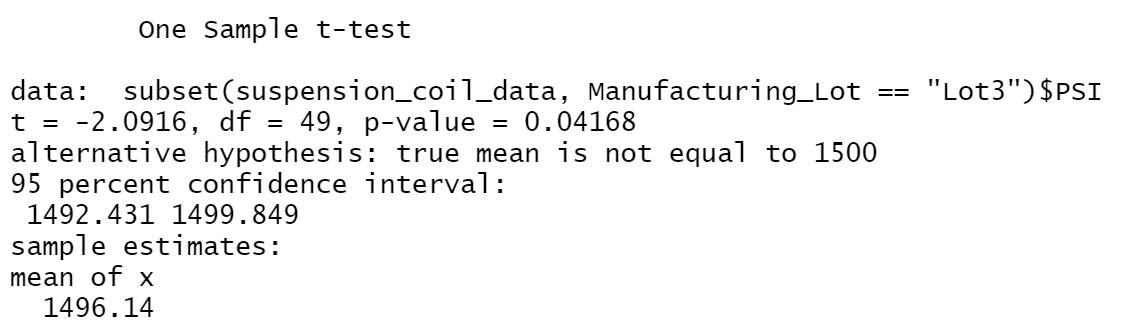 One Sample t-test
data: subset(suspension_coil_data, Manufacturing_Lot == "Lot3")$PSI
t = -2.0916, df = 49, p-value = 0.04168
alternative hypothesis: true mean is not equal to 1500
95 percent confidence interval:
1492.431 1499.849
sample estimates:
mean of x
1496.14